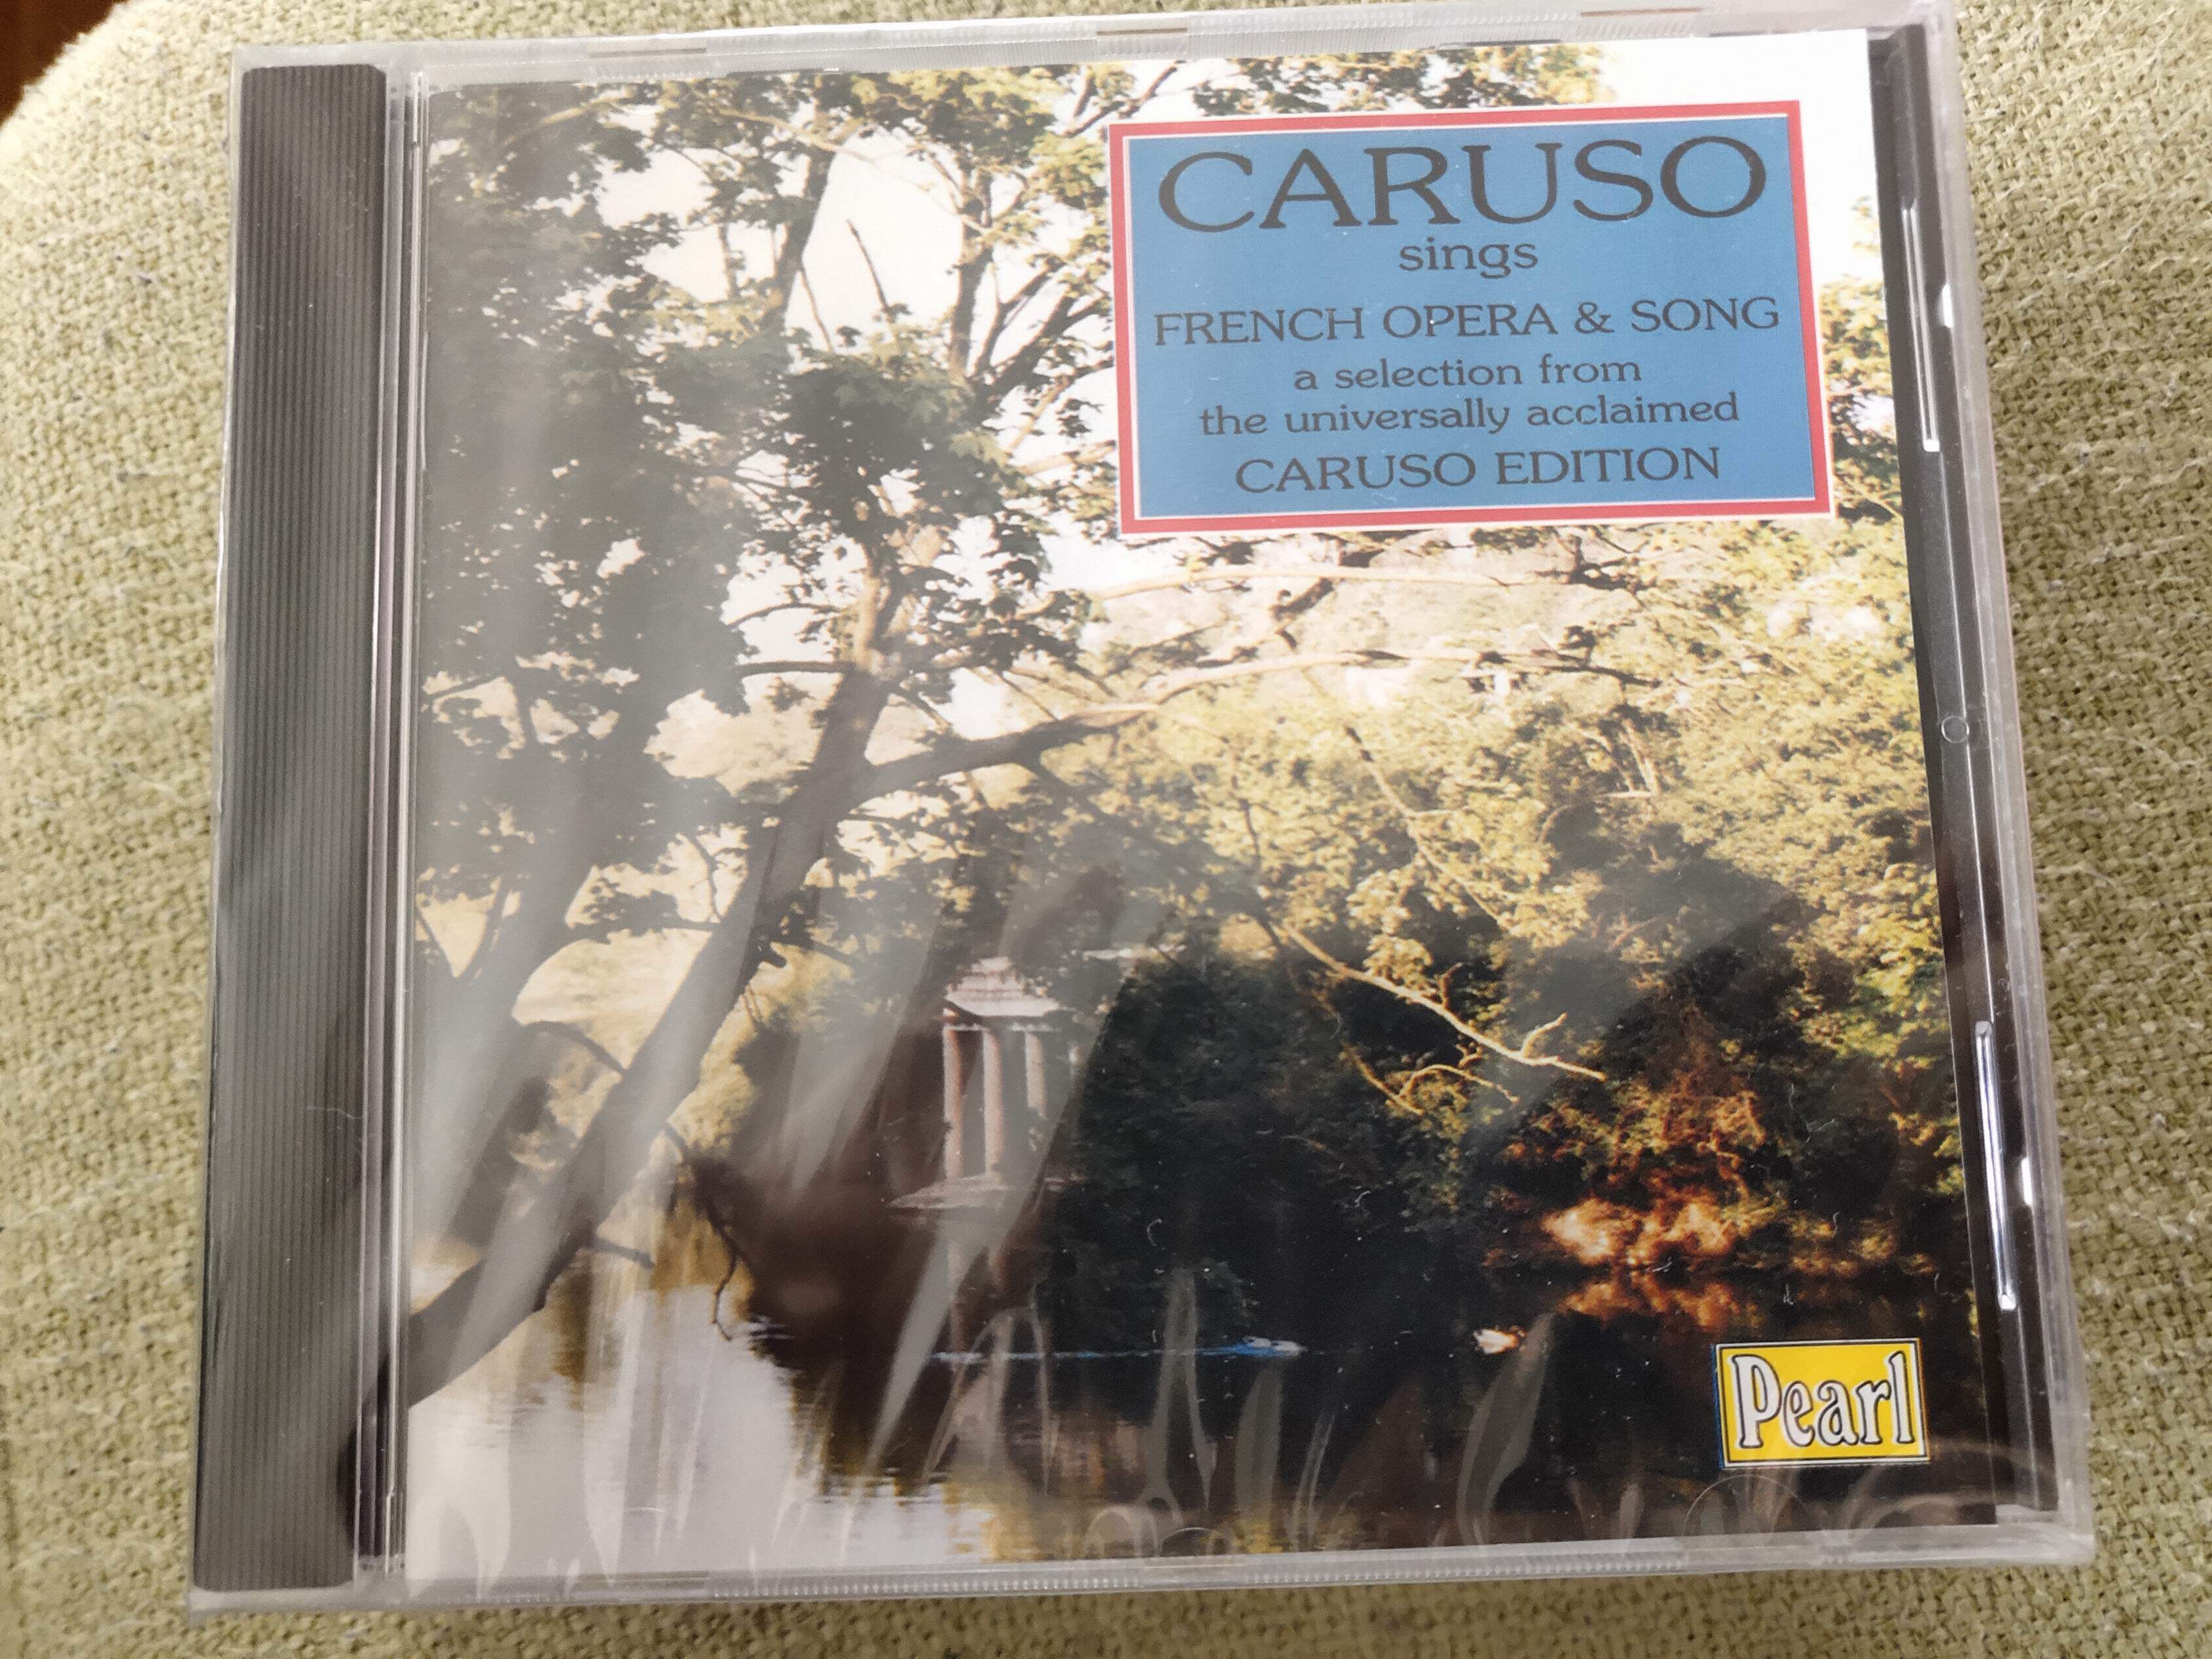 CARUSO
sings
FRENCH OPERA & SONG
a selection from
the universally acclaimed
CARUSO EDITION
Pearl